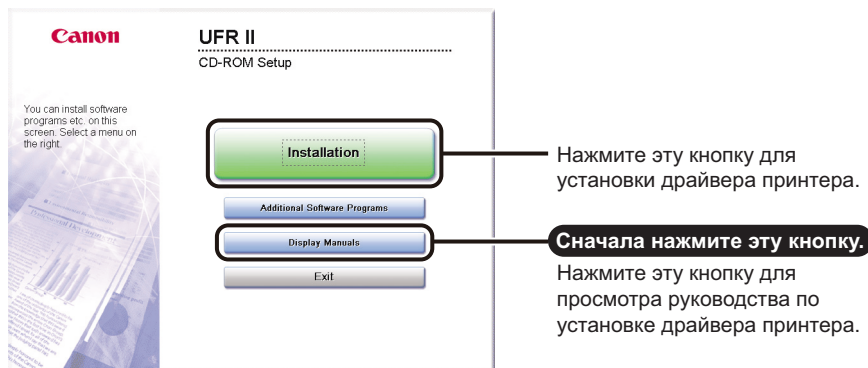 Canon
UFR II
CD-ROM Setup
You can install software
programs etc. on this
screen. Select a menu on
the right.
Installation
Additional Software Programs
Display Manuals
Exit
Нажмите эту кнопку для
установки драйвера принтера.
Сначала нажмите эту кнопку.
Нажмите эту кнопку для
просмотра руководства по
установке драйвера принтера.